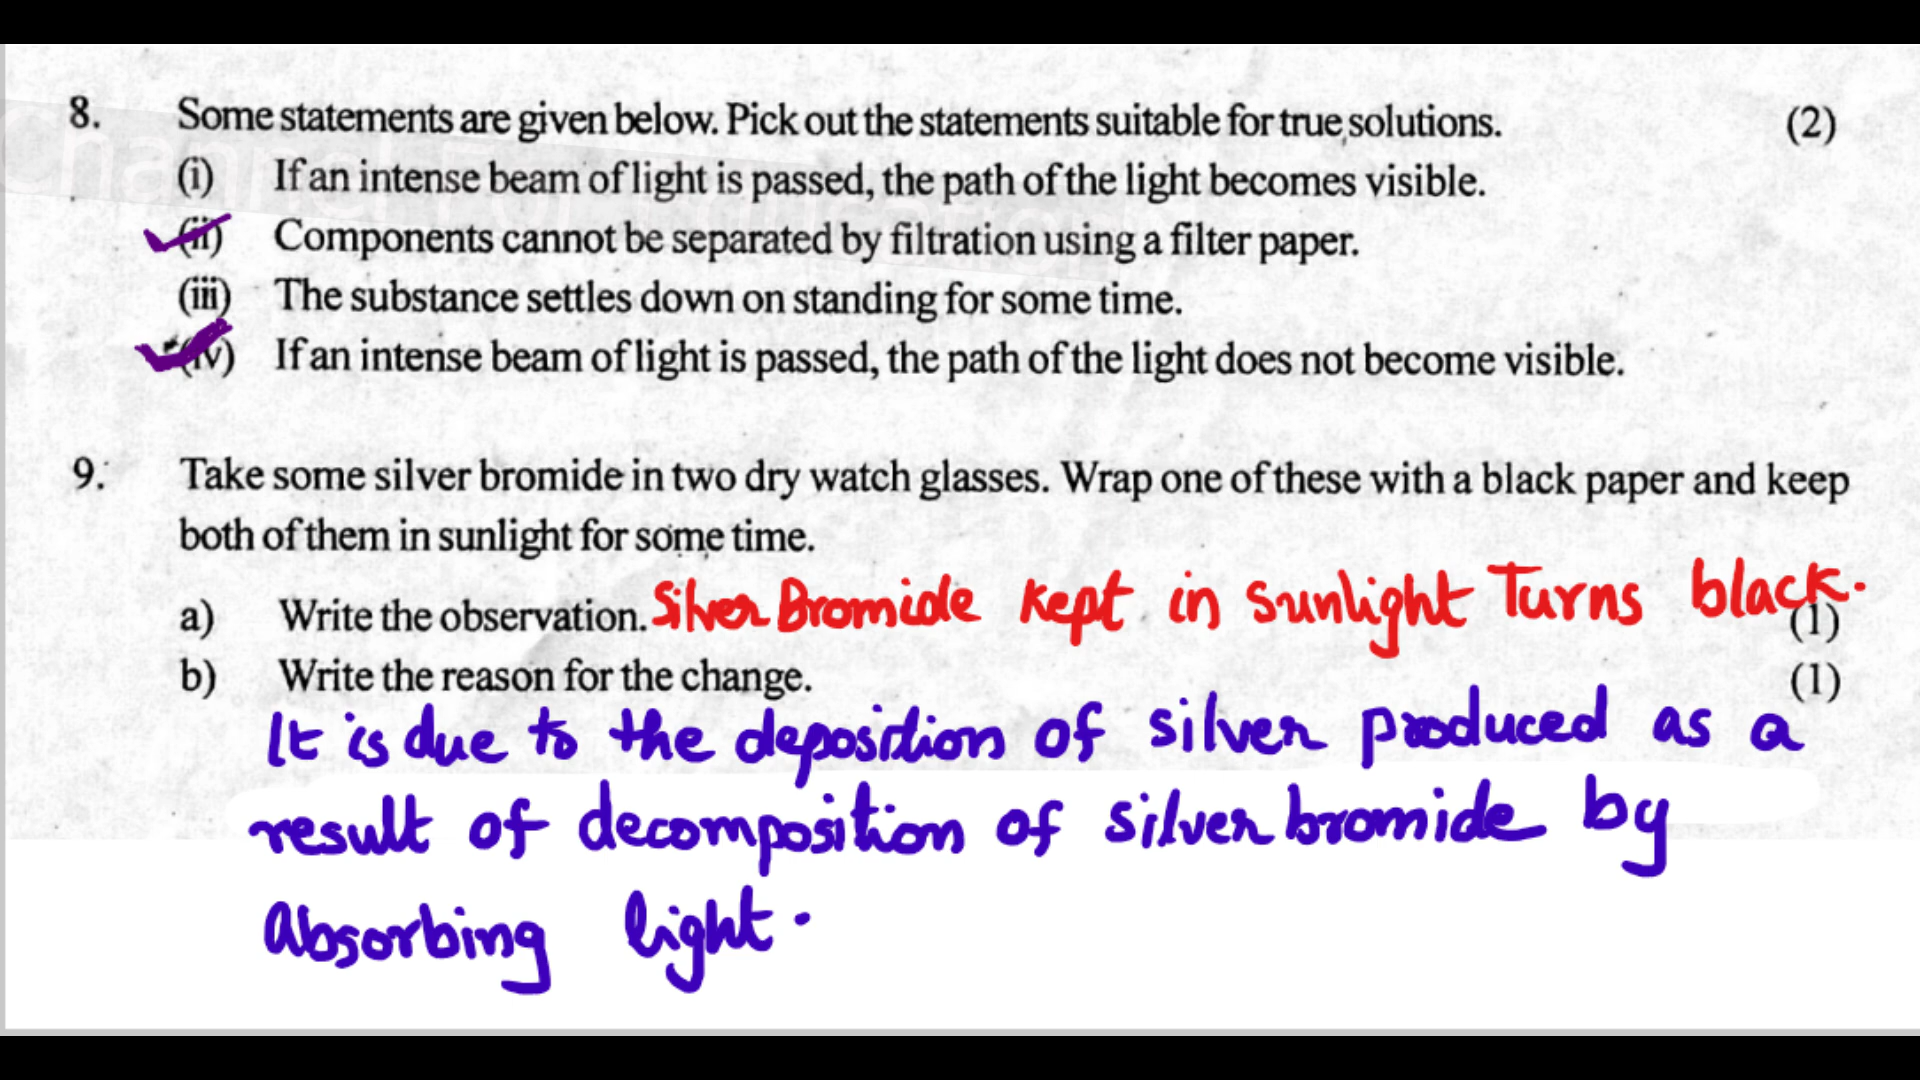 8. Some statements are given below. Pick out the statements suitable for true solutions. (2)
(i) If an intense beam of light is passed, the path of the light becomes visible.
(ii) Components cannot be separated by filtration using a filter paper.
(iii) The substance settles down on standing for some time.
(iv) If an intense beam of light is passed, the path of the light does not become visible.
9. Take some silver bromide in two dry watch glasses. Wrap one of these with a black paper and keep
both of them in sunlight for some time.
a) Write the observation. Silver Bromide kept in sunlight Turns black. (1)
b) Write the reason for the change. (1)
It is due to the deposition of silver produced as a
result of decomposition of silver bromide by
absorbing light.